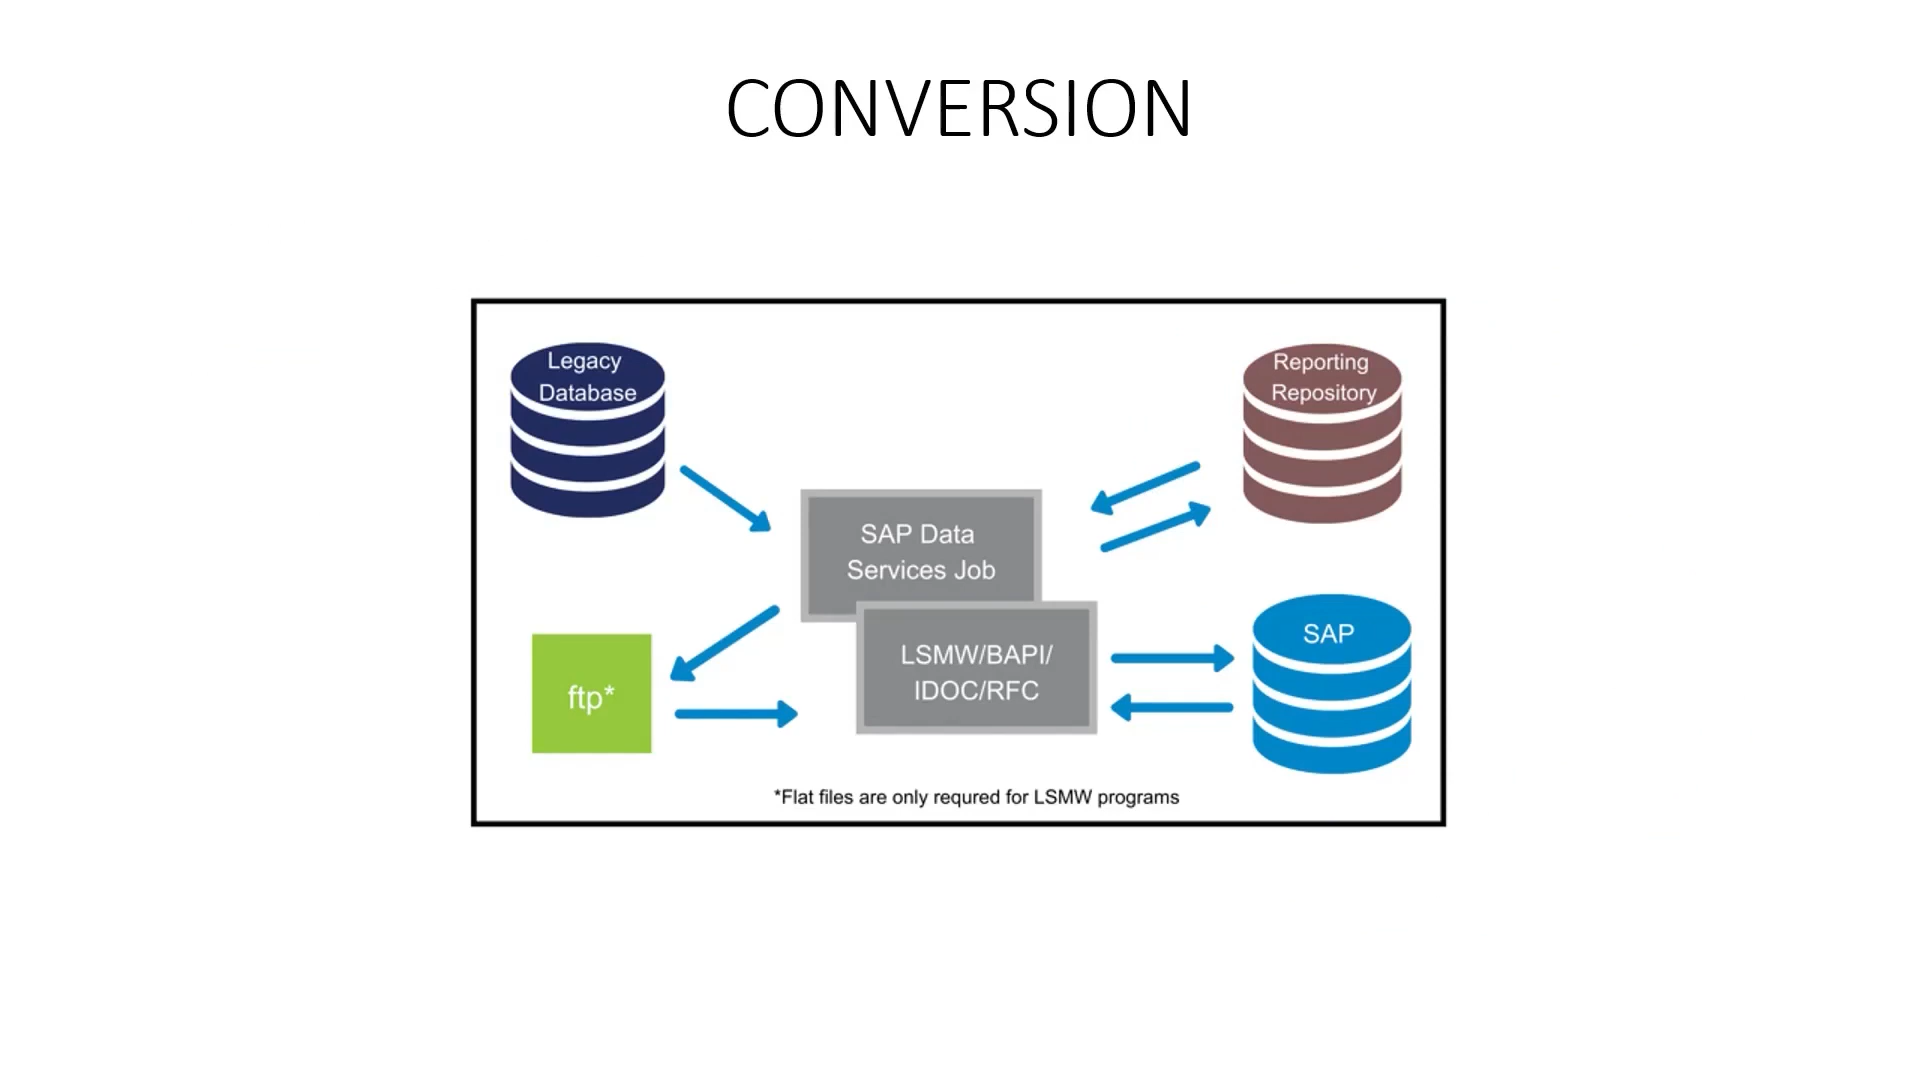 CONVERSION
Legacy
Database
Reporting
Repository
SAP Data
Services Job
LSMW/BAPI/
IDOC/RFC
ftp*
SAP
*Flat files are only requred for LSMW programs